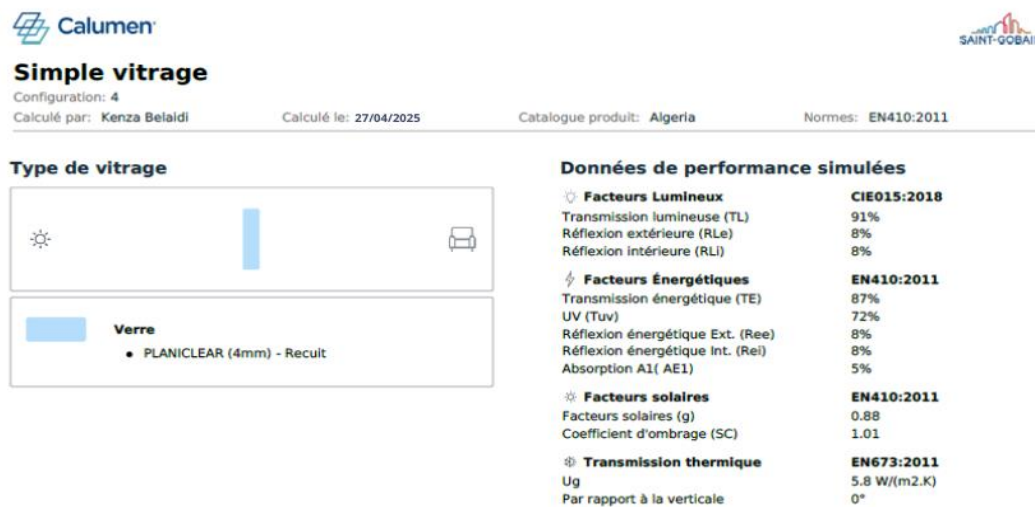 Calumen
SAINT-GOBAIN
Simple vitrage
Configuration: 4
Calculé par: Kenza Belaidi Calculé le: 27/04/2025 Catalogue produit: Algeria Normes: EN410:2011
Type de vitrage
Verre
• PLANICLEAR (4mm) - Recuit
Données de performance simulées
Facteurs Lumineux CIE015:2018
Transmission lumineuse (TL) 91%
Réflexion extérieure (RLe) 8%
Réflexion intérieure (RLi) 8%
Facteurs Énergétiques EN410:2011
Transmission énergétique (TE) 87%
UV (Tuv) 72%
Réflexion énergétique Ext. (Ree) 8%
Réflexion énergétique Int. (Rei) 8%
Absorption A1( AE1) 5%
Facteurs solaires EN410:2011
Facteurs solaires (g) 0.88
Coefficient d'ombrage (SC) 1.01
Transmission thermique EN673:2011
Ug 5.8 W/(m2.K)
Par rapport à la verticale 0°